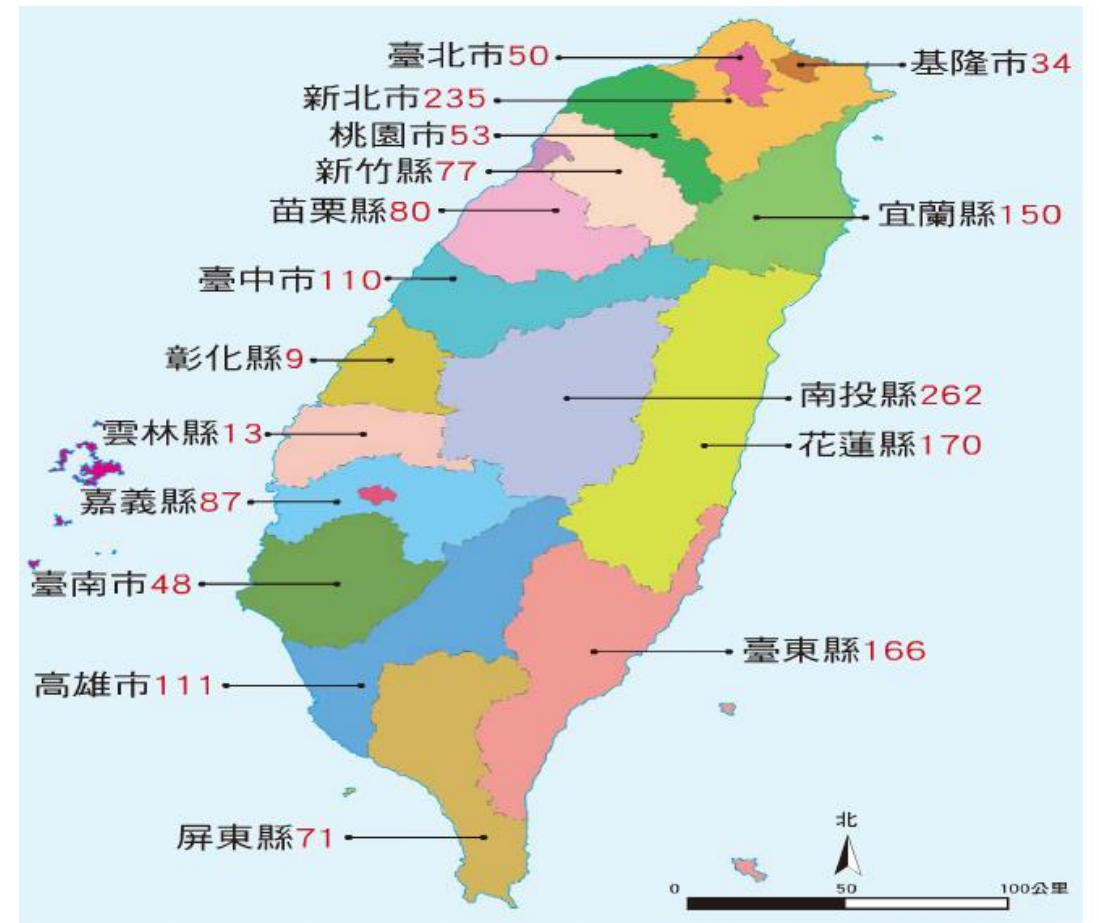 臺北市50
基隆市34
新北市235
桃園市53
新竹縣77
苗栗縣80
宜蘭縣150
臺中市110
彰化縣9
南投縣262
雲林縣13
花蓮縣170
嘉義縣87
臺南市48
臺東縣166
高雄市111
屏東縣71
北
0 50 100公里